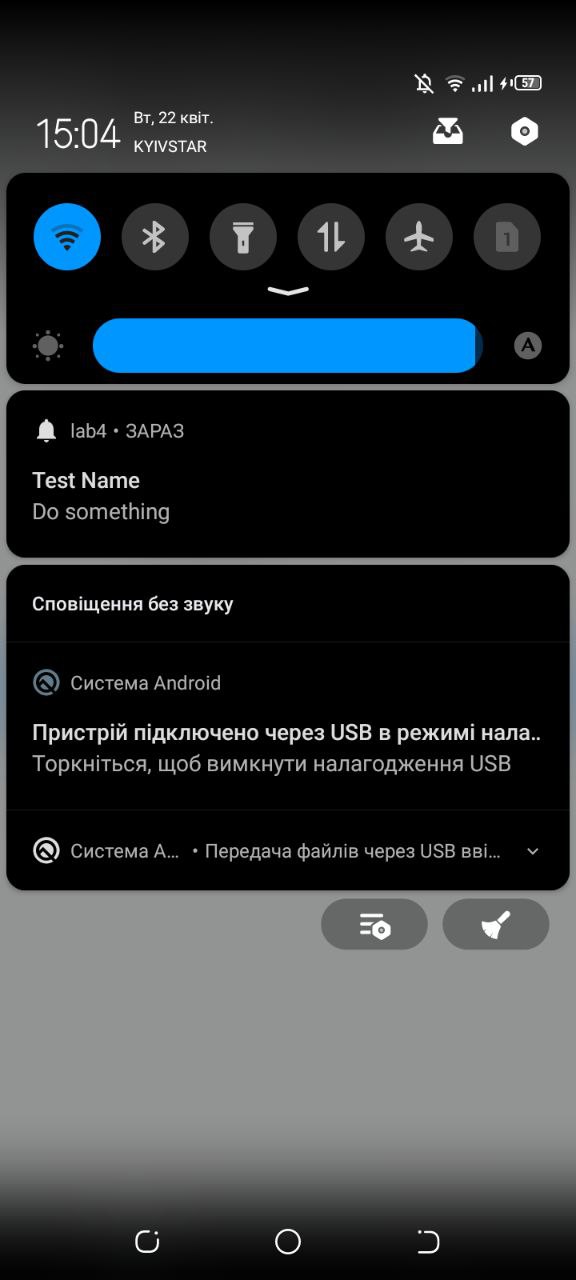 57
15:04
Вт, 22 квіт.
KYIVSTAR
1
A
lab4 • ЗАРАЗ
Test Name
Do something
Сповіщення без звуку
Система Android
Пристрій підключено через USB в режимі нала..
Торкніться, щоб вимкнути налагодження USB
Система А... • Передача файлів через USB вві...